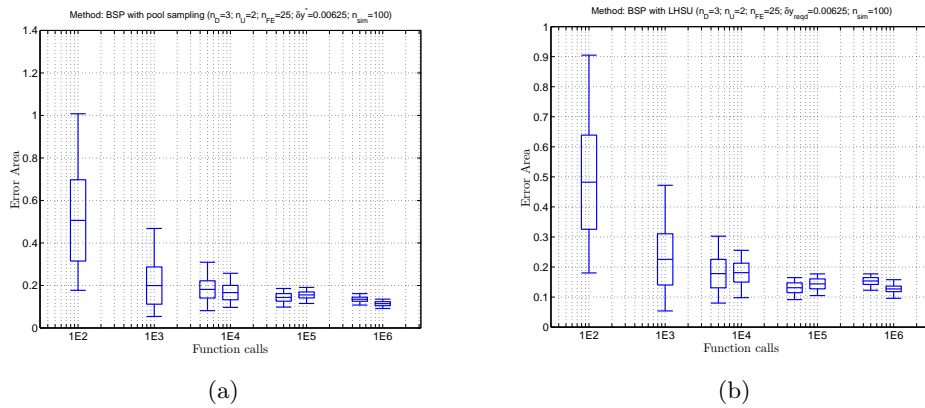 Method: BSP with pool sampling (n_D=3; n_U=2; n_FE=25; δy^*=0.00625; n_sim=100)
1.4
1.2
1
0.8
0.6
0.4
0.2
0
Error Area
1E2 1E3 1E4 1E5 1E6
Function calls
(a)
Method: BSP with LHSU (n_D=3; n_U=2; n_FE=25; δy_reqd=0.00625; n_sim=100)
1
0.9
0.8
0.7
0.6
0.5
0.4
0.3
0.2
0.1
0
Error Area
1E2 1E3 1E4 1E5 1E6
Function calls
(b)